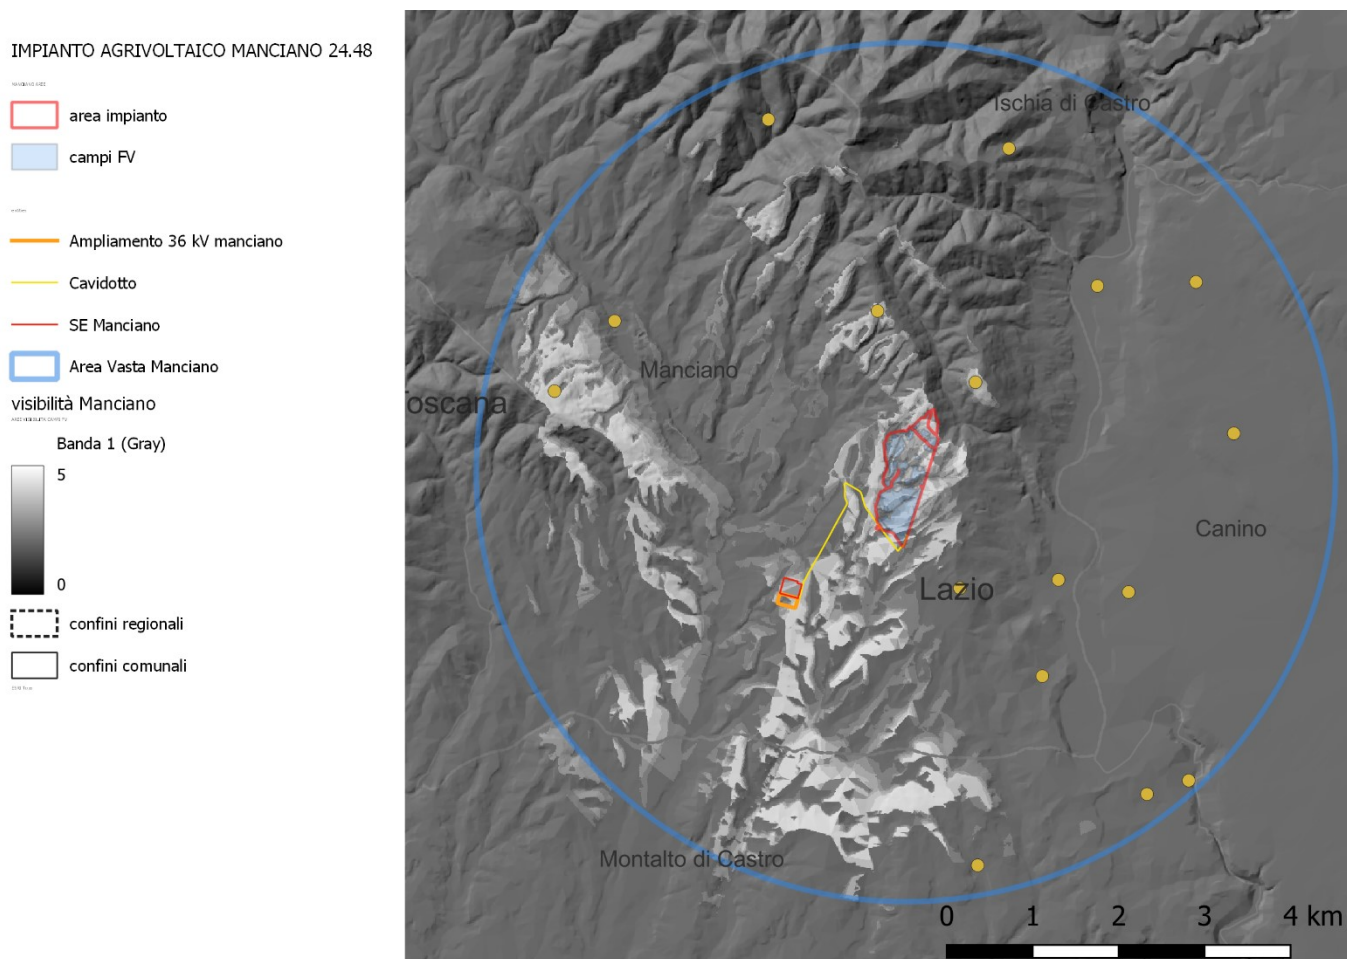 IMPIANTO AGRIVOLTAICO MANCIANO 24.48
area impianto
campi FV
Ampliamento 36 kV manciano
Cavidotto
SE Manciano
Area Vasta Manciano
visibilità Manciano
Banda 1 (Gray)
5
0
confini regionali
confini comunali
Ischia di Castro
Manciano
oscana
Canino
Lazio
Montalto di Castro
0 1 2 3 4 km